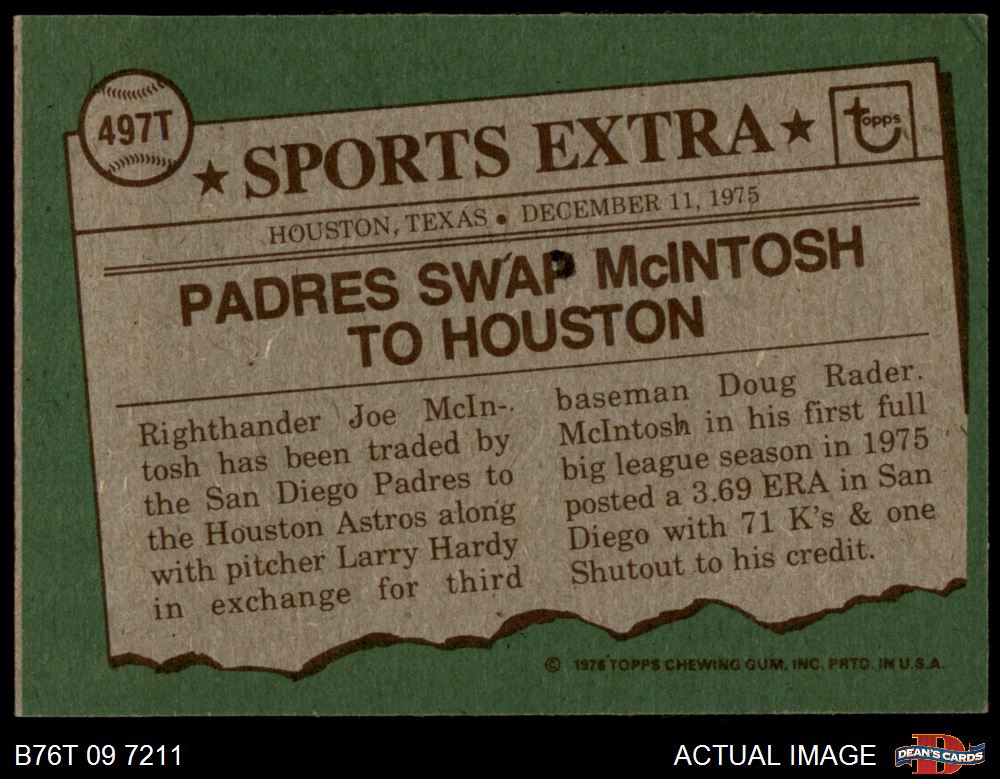 497T
★ SPORTS EXTRA ★
Topps
HOUSTON, TEXAS • DECEMBER 11, 1975
PADRES SWAP McINTOSH
TO HOUSTON
Righthander Joe McIn-
tosh has been traded by
the San Diego Padres to
the Houston Astros along
with pitcher Larry Hardy
in exchange for third
baseman Doug Rader.
McIntosh in his first full
big league season in 1975
posted a 3.69 ERA in San
Diego with 71 K's & one
Shutout to his credit.
© 1976 TOPPS CHEWING GUM, INC. PRTD. IN U.S.A.
B76T 09 7211
ACTUAL IMAGE
DEAN'S CARDS